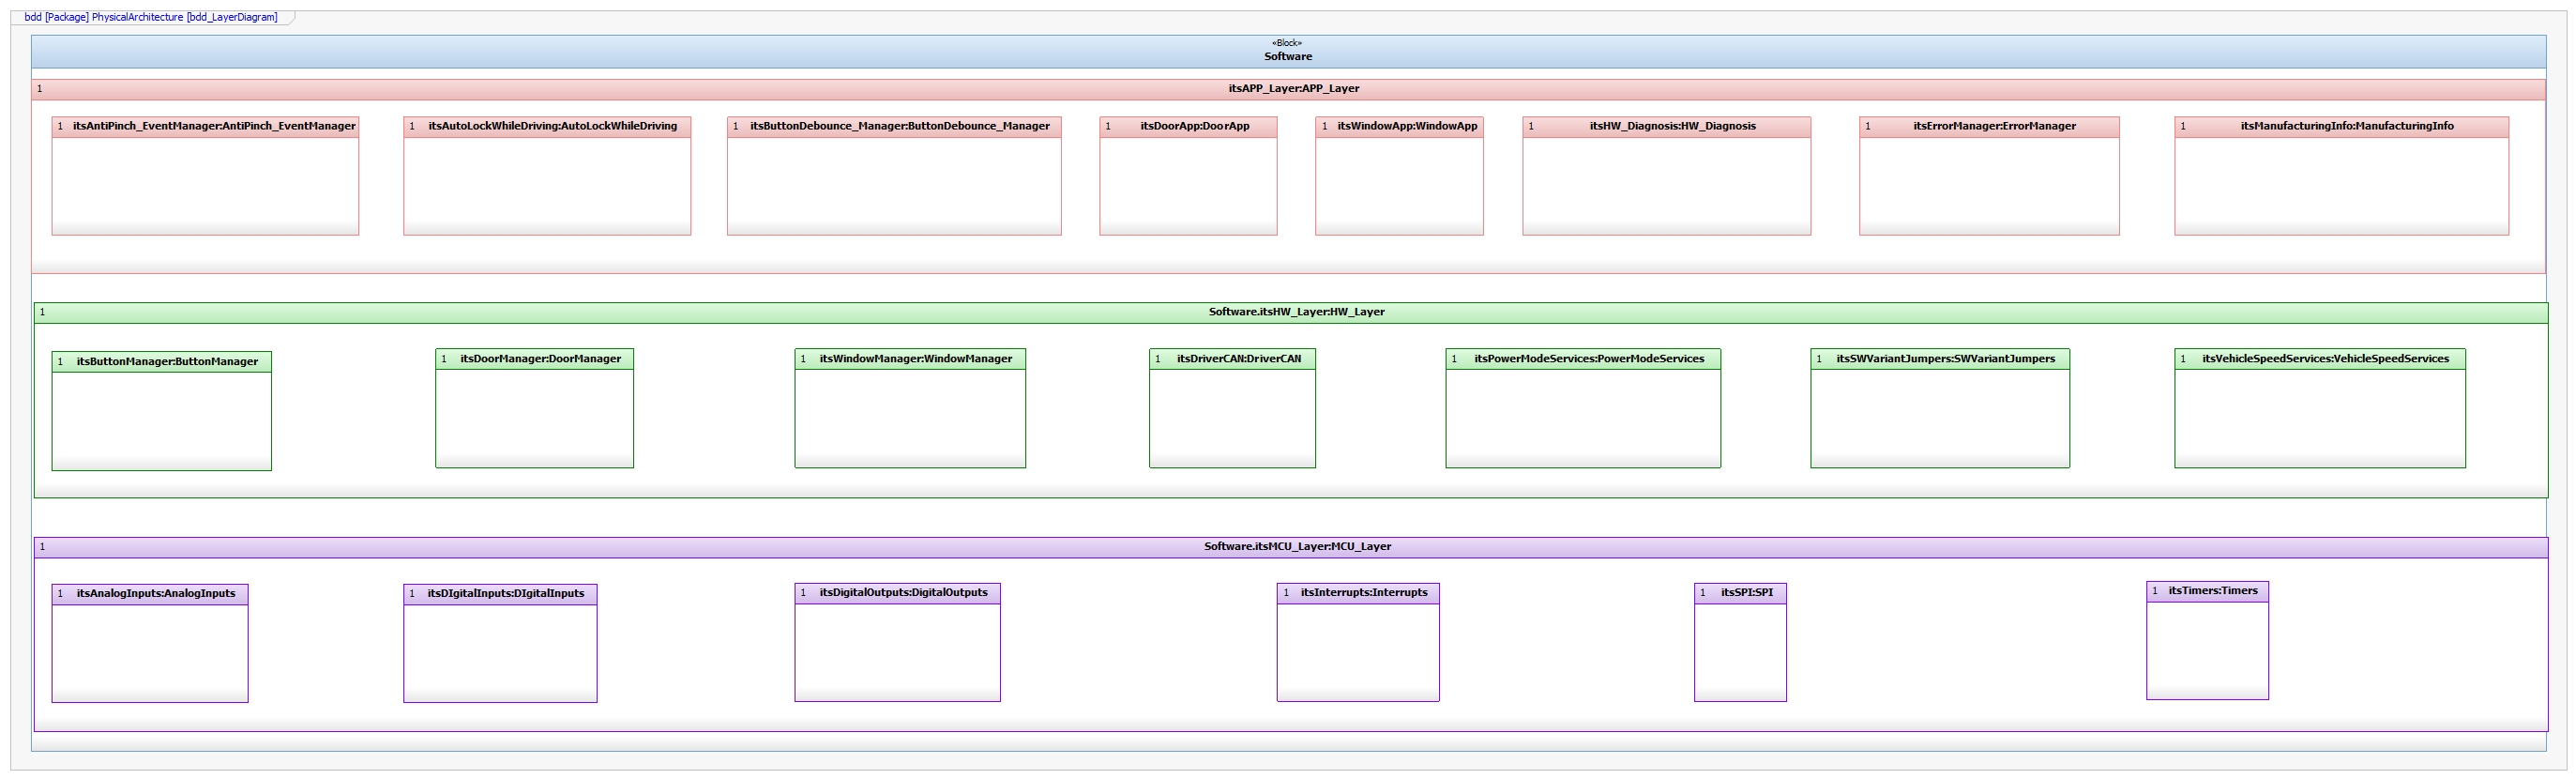 bdd [Package] PhysicalArchitecture [bdd_LayerDiagram]
«Block»
Software
1 itsAPP_Layer:APP_Layer
1 itsAntiPinch_EventManager:AntiPinch_EventManager
1 itsAutoLockWhileDriving:AutoLockWhileDriving
1 itsButtonDebounce_Manager:ButtonDebounce_Manager
1 itsDoorApp:DoorApp
1 itsWindowApp:WindowApp
1 itsHW_Diagnosis:HW_Diagnosis
1 itsErrorManager:ErrorManager
1 itsManufacturingInfo:ManufacturingInfo
1 Software.itsHW_Layer:HW_Layer
1 itsButtonManager:ButtonManager
1 itsDoorManager:DoorManager
1 itsWindowManager:WindowManager
1 itsDriverCAN:DriverCAN
1 itsPowerModeServices:PowerModeServices
1 itsSWVariantJumpers:SWVariantJumpers
1 itsVehicleSpeedServices:VehicleSpeedServices
1 Software.itsMCU_Layer:MCU_Layer
1 itsAnalogInputs:AnalogInputs
1 itsDIgitalInputs:DIgitalInputs
1 itsDigitalOutputs:DigitalOutputs
1 itsInterrupts:Interrupts
1 itsSPI:SPI
1 itsTimers:Timers